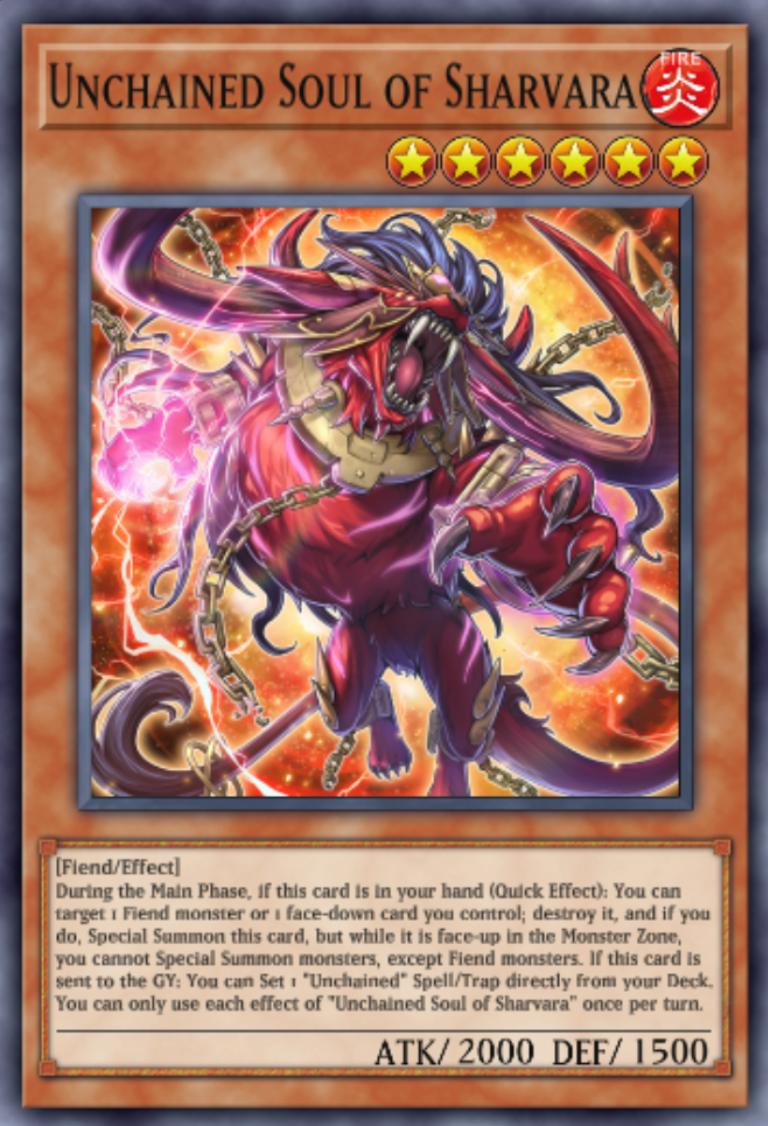 Unchained Soul of Sharvara
FIRE
炎
[Fiend/Effect]
During the Main Phase, if this card is in your hand (Quick Effect): You can
target 1 Fiend monster or 1 face-down card you control; destroy it, and if you
do, Special Summon this card, but while it is face-up in the Monster Zone,
you cannot Special Summon monsters, except Fiend monsters. If this card is
sent to the GY: You can Set 1 "Unchained" Spell/Trap directly from your Deck.
You can only use each effect of "Unchained Soul of Sharvara" once per turn.
ATK/ 2000 DEF/ 1500